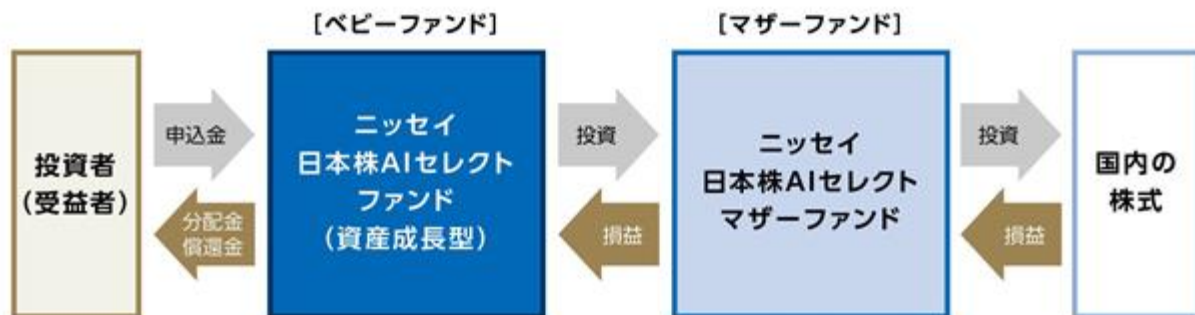 [ベビーファンド]
[マザーファンド]
投資者
(受益者)
申込金
分配金
償還金
ニッセイ
日本株AIセレクト
ファンド
(資産成長型)
投資
損益
ニッセイ
日本株AIセレクト
マザーファンド
投資
損益
国内の
株式